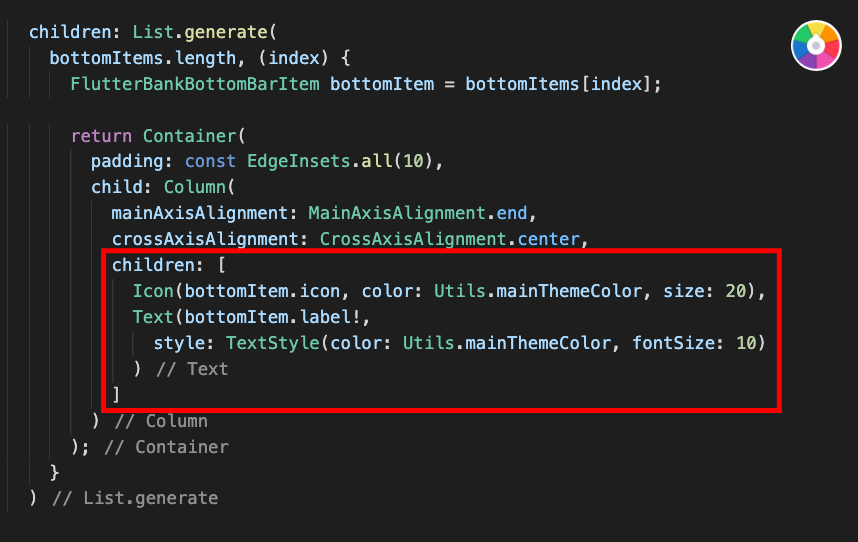 children: List.generate(
bottomItems.length, (index) {
FlutterBankBottomBarItem bottomItem = bottomItems[index];
return Container(
padding: const EdgeInsets.all(10),
child: Column(
mainAxisAlignment: MainAxisAlignment.end,
crossAxisAlignment: CrossAxisAlignment.center,
children: [
Icon(bottomItem.icon, color: Utils.mainThemeColor, size: 20),
Text(bottomItem.label!,
style: TextStyle(color: Utils.mainThemeColor, fontSize: 10)
) // Text
]
) // Column
); // Container
}
) // List.generate